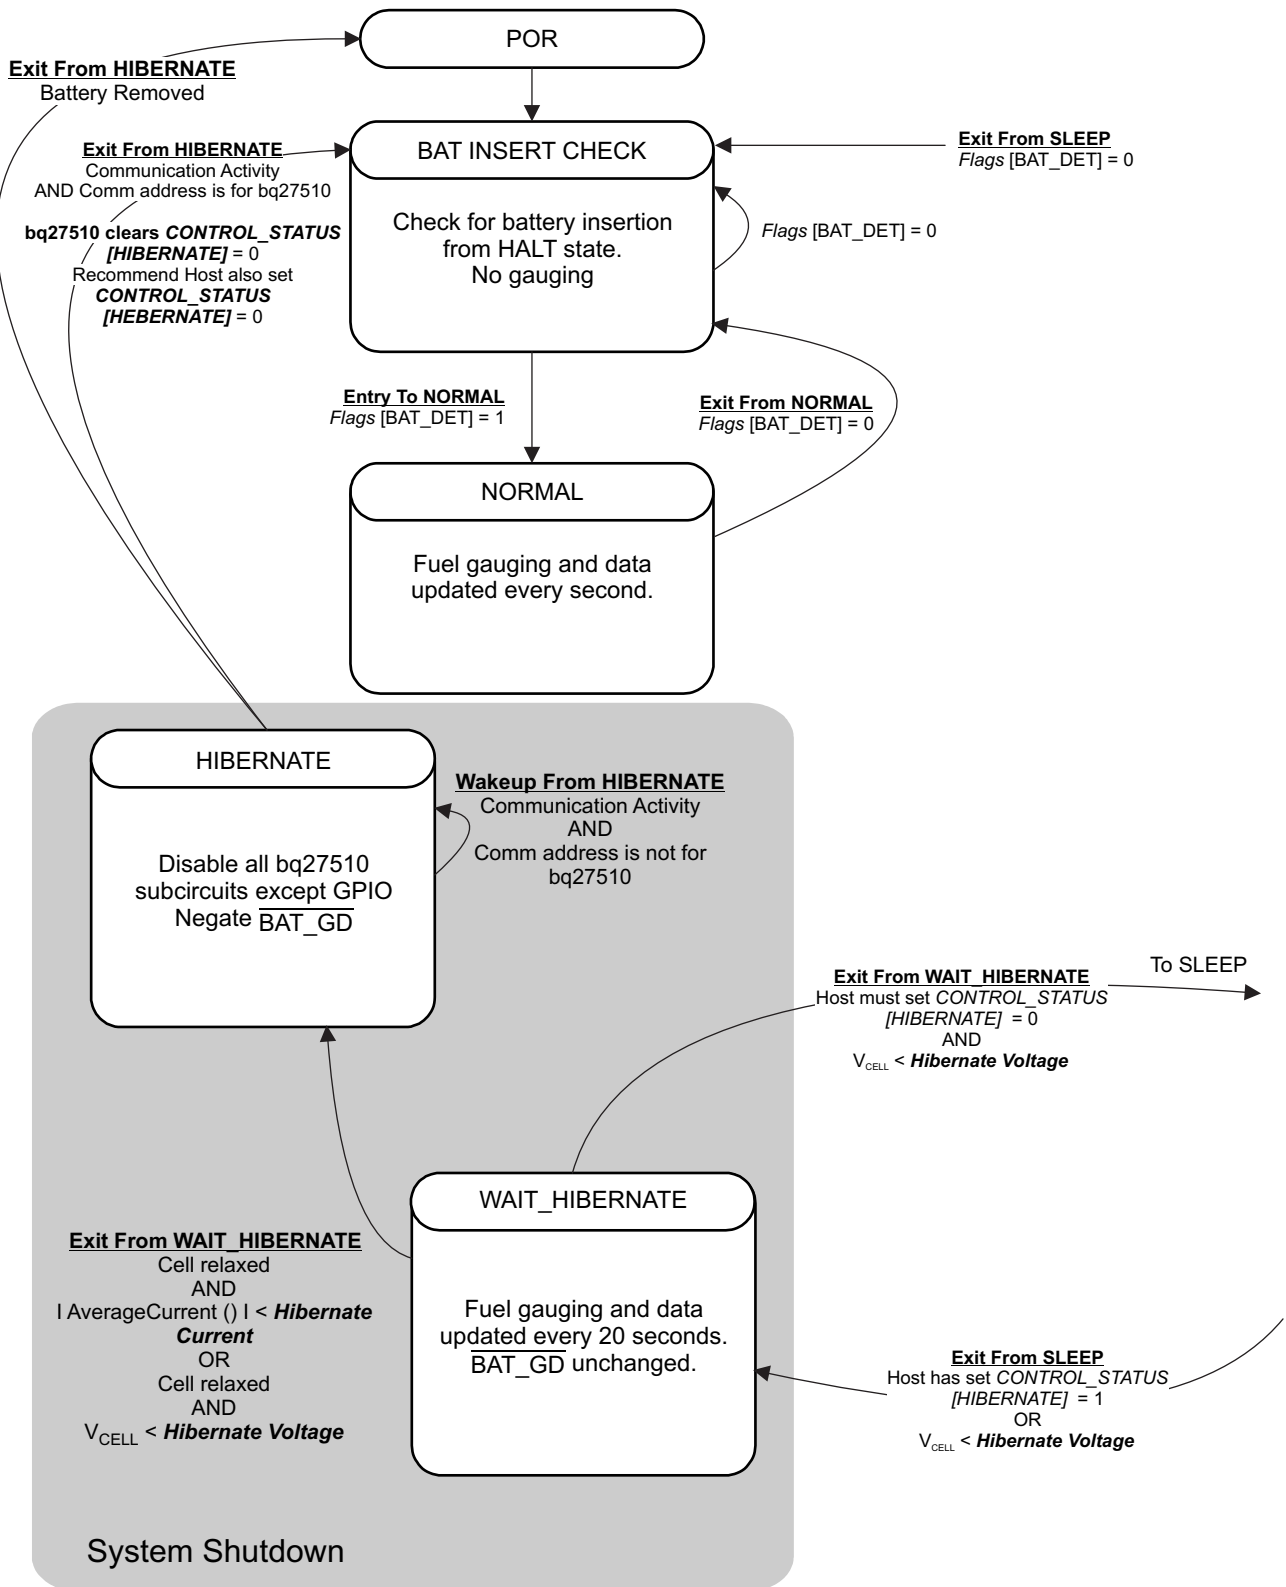 POR
Exit From HIBERNATE
Battery Removed
Exit From HIBERNATE
Communication Activity
AND Comm address is for bq27510
bq27510 clears CONTROL_STATUS
[HIBERNATE] = 0
Recommend Host also set
CONTROL_STATUS
[HEBERNATE] = 0
BAT INSERT CHECK
Check for battery insertion
from HALT state.
No gauging
Exit From SLEEP
Flags [BAT_DET] = 0
Flags [BAT_DET] = 0
Entry To NORMAL
Flags [BAT_DET] = 1
Exit From NORMAL
Flags [BAT_DET] = 0
NORMAL
Fuel gauging and data
updated every second.
HIBERNATE
Disable all bq27510
subcircuits except GPIO
Negate BAT_GD
Wakeup From HIBERNATE
Communication Activity
AND
Comm address is not for
bq27510
Exit From WAIT_HIBERNATE
Host must set CONTROL_STATUS
[HIBERNATE] = 0
AND
VCELL < Hibernate Voltage
To SLEEP
WAIT_HIBERNATE
Fuel gauging and data
updated every 20 seconds.
BAT_GD unchanged.
Exit From WAIT_HIBERNATE
Cell relaxed
AND
I AverageCurrent () I < Hibernate
Current
OR
Cell relaxed
AND
VCELL < Hibernate Voltage
Exit From SLEEP
Host has set CONTROL_STATUS
[HIBERNATE] = 1
OR
VCELL < Hibernate Voltage
System Shutdown